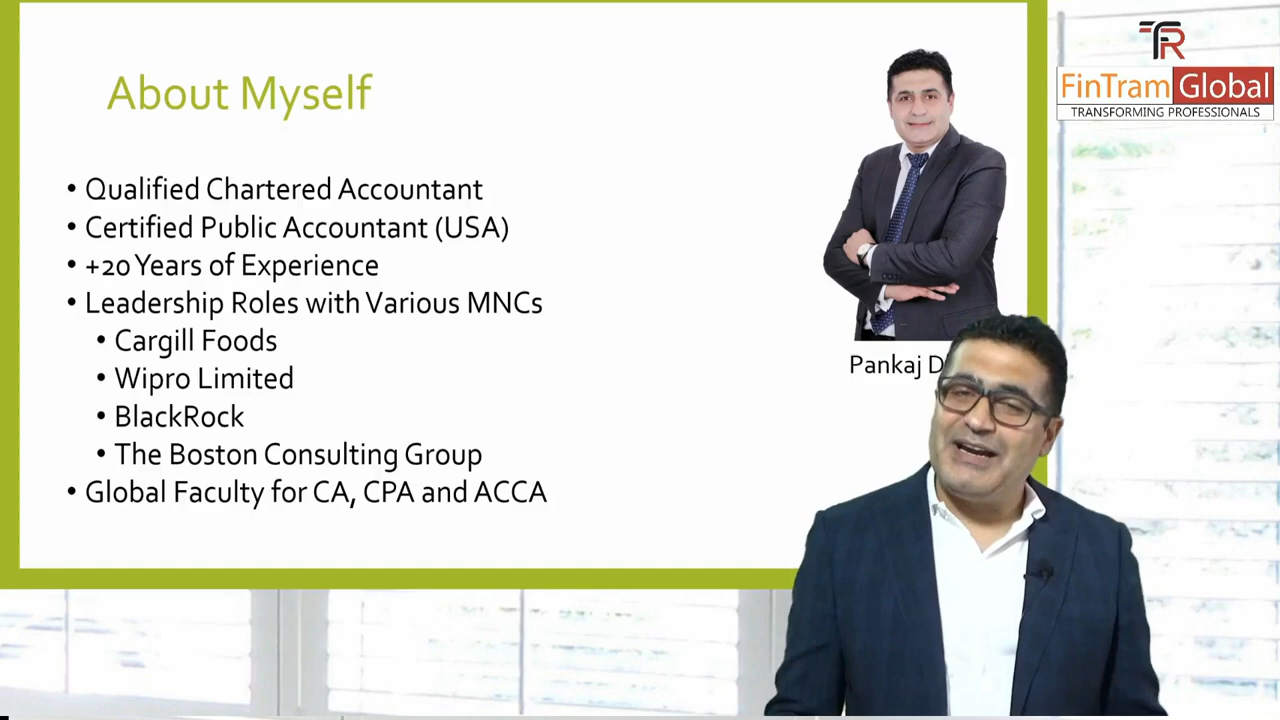 About Myself
• Qualified Chartered Accountant
• Certified Public Accountant (USA)
• +20 Years of Experience
• Leadership Roles with Various MNCs
• Cargill Foods
• Wipro Limited
• BlackRock
• The Boston Consulting Group
• Global Faculty for CA, CPA and ACCA
Pankaj
FinTram Global
TRANSFORMING PROFESSIONALS